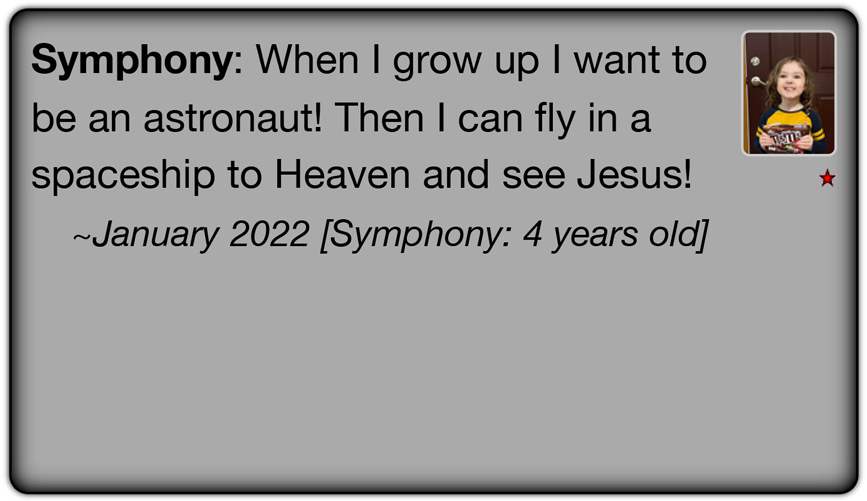 Symphony: When I grow up I want to
be an astronaut! Then I can fly in a
spaceship to Heaven and see Jesus!
~January 2022 [Symphony: 4 years old]